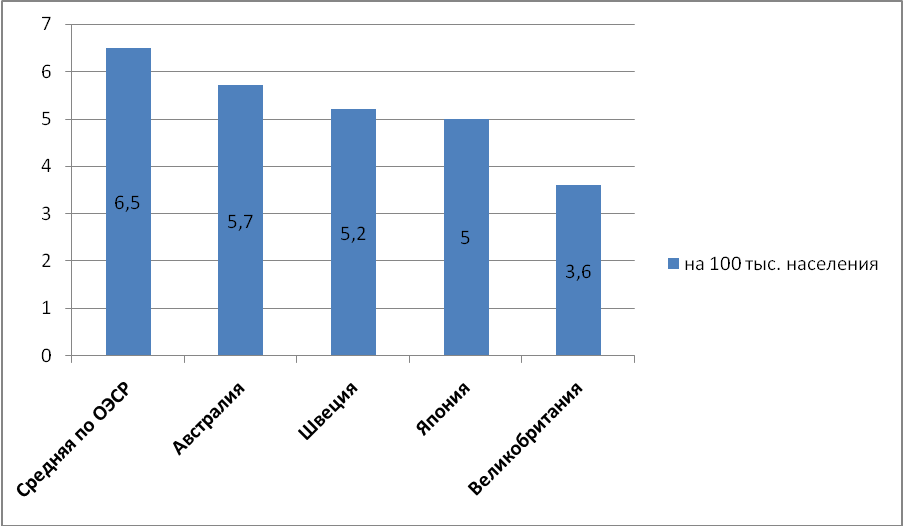 7
6
5
4
3
2
1
0
6,5
5,7
5,2
5
3,6
Средняя по ОЭСР
Австралия
Швеция
Япония
Великобритания
на 100 тыс. населения